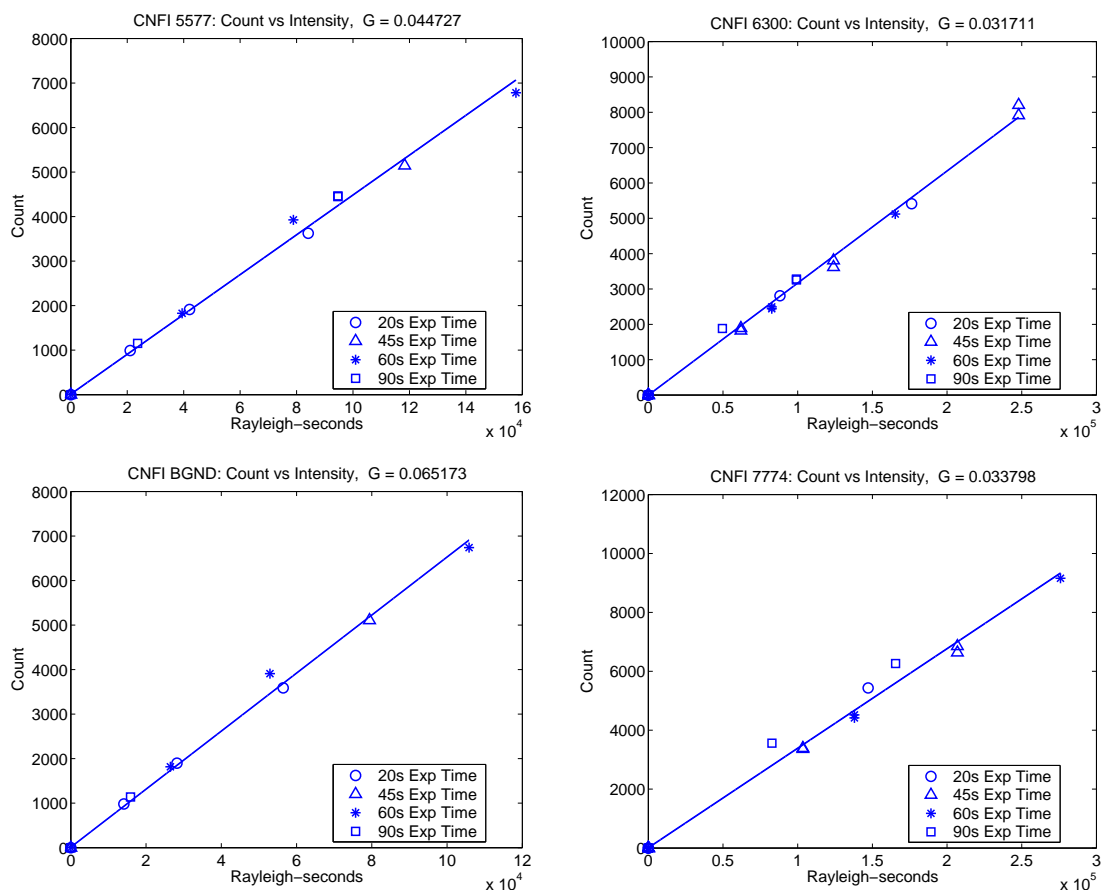 CNFI 5577: Count vs Intensity,  G = 0.044727
8000
7000
6000
5000
4000
3000
2000
1000
0
Count
0 2 4 6 8 10 12 14 16
x 10^4
Rayleigh−seconds
20s Exp Time
45s Exp Time
60s Exp Time
90s Exp Time
CNFI 6300: Count vs Intensity,  G = 0.031711
10000
9000
8000
7000
6000
5000
4000
3000
2000
1000
0
Count
0 0.5 1 1.5 2 2.5 3
x 10^5
Rayleigh−seconds
20s Exp Time
45s Exp Time
60s Exp Time
90s Exp Time
CNFI BGND: Count vs Intensity,  G = 0.065173
8000
7000
6000
5000
4000
3000
2000
1000
0
Count
0 2 4 6 8 10 12
x 10^4
Rayleigh−seconds
20s Exp Time
45s Exp Time
60s Exp Time
90s Exp Time
CNFI 7774: Count vs Intensity,  G = 0.033798
12000
10000
8000
6000
4000
2000
0
Count
0 0.5 1 1.5 2 2.5 3
x 10^5
Rayleigh−seconds
20s Exp Time
45s Exp Time
60s Exp Time
90s Exp Time